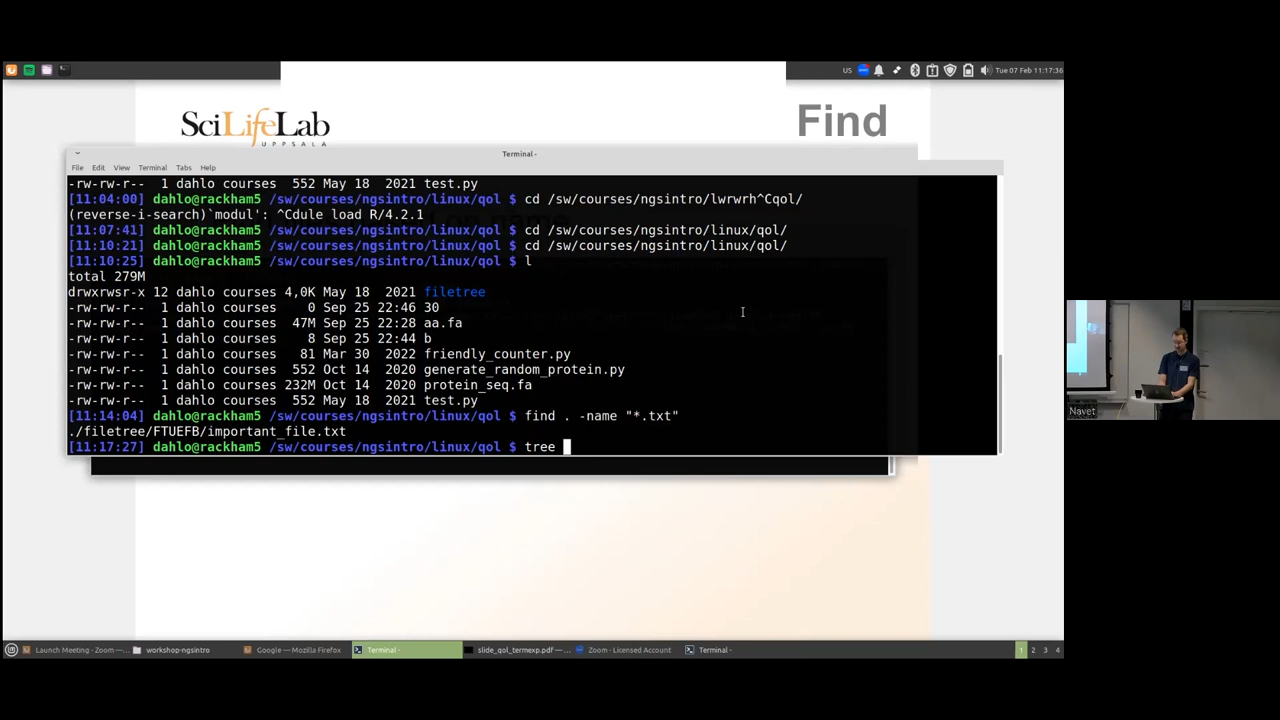 US
Tue 07 Feb 11:17:36
SciLifeLab
UPPSALA
Find
Terminal -
File Edit View Terminal Tabs Help
-rw-rw-r-- 1 dahlo courses 552 May 18 2021 test.py
[11:04:00] dahlo@rackham5 /sw/courses/ngsintro/linux/qol $ cd /sw/courses/ngsintro/lwrwrh^Cqol/
(reverse-i-search)`modul': ^Cdule load R/4.2.1
[11:07:41] dahlo@rackham5 /sw/courses/ngsintro/linux/qol $ cd /sw/courses/ngsintro/linux/qol/
[11:10:21] dahlo@rackham5 /sw/courses/ngsintro/linux/qol $ cd /sw/courses/ngsintro/linux/qol/
[11:10:25] dahlo@rackham5 /sw/courses/ngsintro/linux/qol $ l
total 279M
drwxrwsr-x 12 dahlo courses 4,0K May 18 2021 filetree
-rw-rw-r-- 1 dahlo courses 0 Sep 25 22:46 30
-rw-rw-r-- 1 dahlo courses 47M Sep 25 22:28 aa.fa
-rw-rw-r-- 1 dahlo courses 8 Sep 25 22:44 b
-rw-rw-r-- 1 dahlo courses 81 Mar 30 2022 friendly_counter.py
-rw-rw-r-- 1 dahlo courses 552 Oct 14 2020 generate_random_protein.py
-rw-rw-r-- 1 dahlo courses 232M Oct 14 2020 protein_seq.fa
-rw-rw-r-- 1 dahlo courses 552 May 18 2021 test.py
[11:14:04] dahlo@rackham5 /sw/courses/ngsintro/linux/qol $ find . -name "*.txt"
./filetree/FTUEFB/important_file.txt
[11:17:27] dahlo@rackham5 /sw/courses/ngsintro/linux/qol $ tree
Navet
Launch Meeting - Zoom —... workshop-ngsintro Google — Mozilla Firefox Terminal - slide_qol_termexp.pdf —... Zoom - Licensed Account Terminal - 1 2 3 4